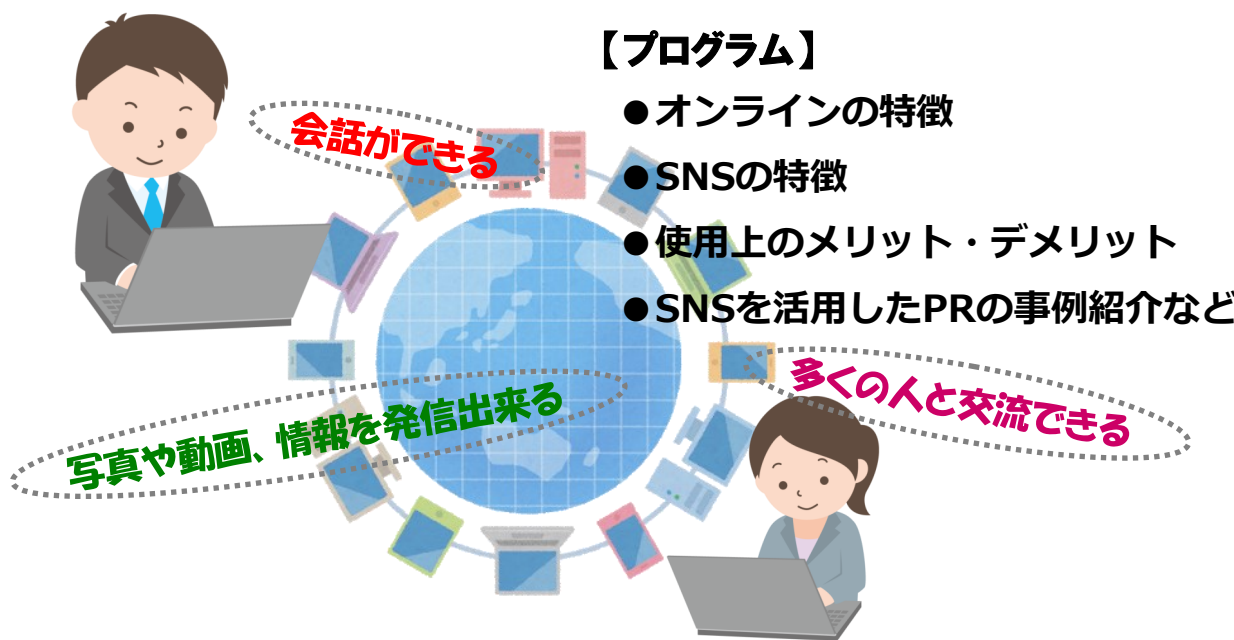 【プログラム】
●オンラインの特徴
会話ができる
●SNSの特徴
●使用上のメリット・デメリット
●SNSを活用したPRの事例紹介など
多くの人と交流できる
写真や動画、情報を発信出来る